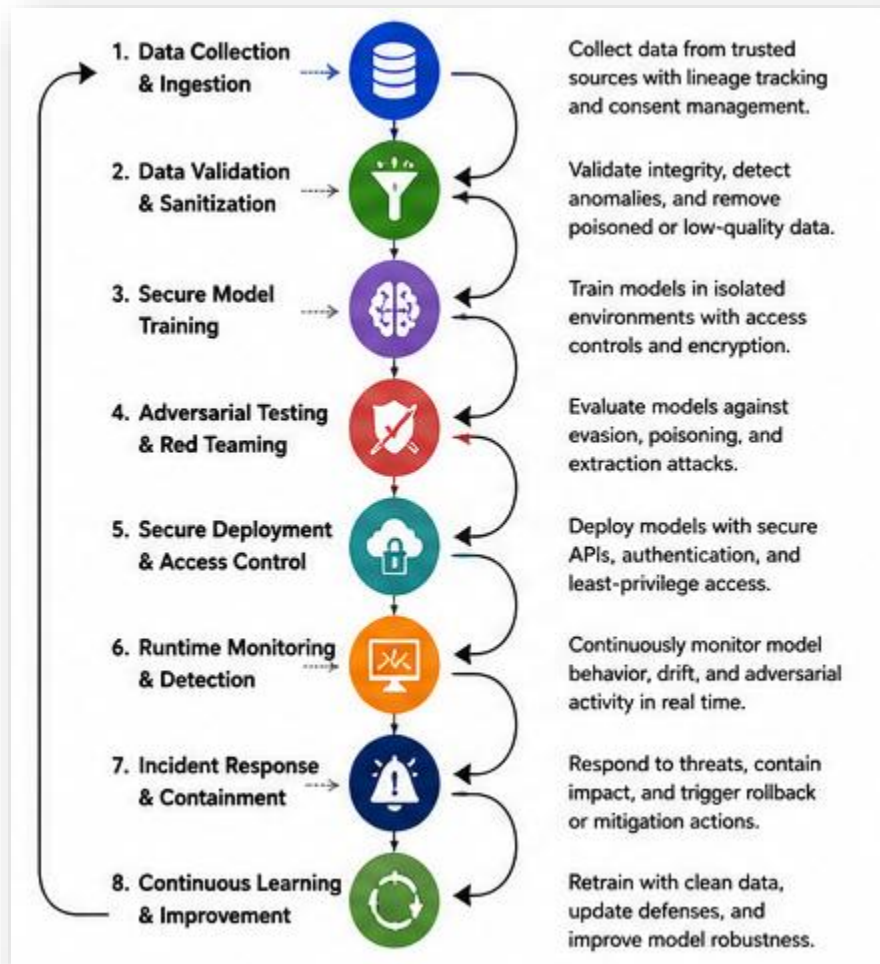 1. Data Collection
& Ingestion
Collect data from trusted
sources with lineage tracking
and consent management.
2. Data Validation
& Sanitization
Validate integrity, detect
anomalies, and remove
poisoned or low-quality data.
3. Secure Model
Training
Train models in isolated
environments with access
controls and encryption.
4. Adversarial Testing
& Red Teaming
Evaluate models against
evasion, poisoning, and
extraction attacks.
5. Secure Deployment
& Access Control
Deploy models with secure
APIs, authentication, and
least-privilege access.
6. Runtime Monitoring
& Detection
Continuously monitor model
behavior, drift, and adversarial
activity in real time.
7. Incident Response
& Containment
Respond to threats, contain
impact, and trigger rollback
or mitigation actions.
8. Continuous Learning
& Improvement
Retrain with clean data,
update defenses, and
improve model robustness.